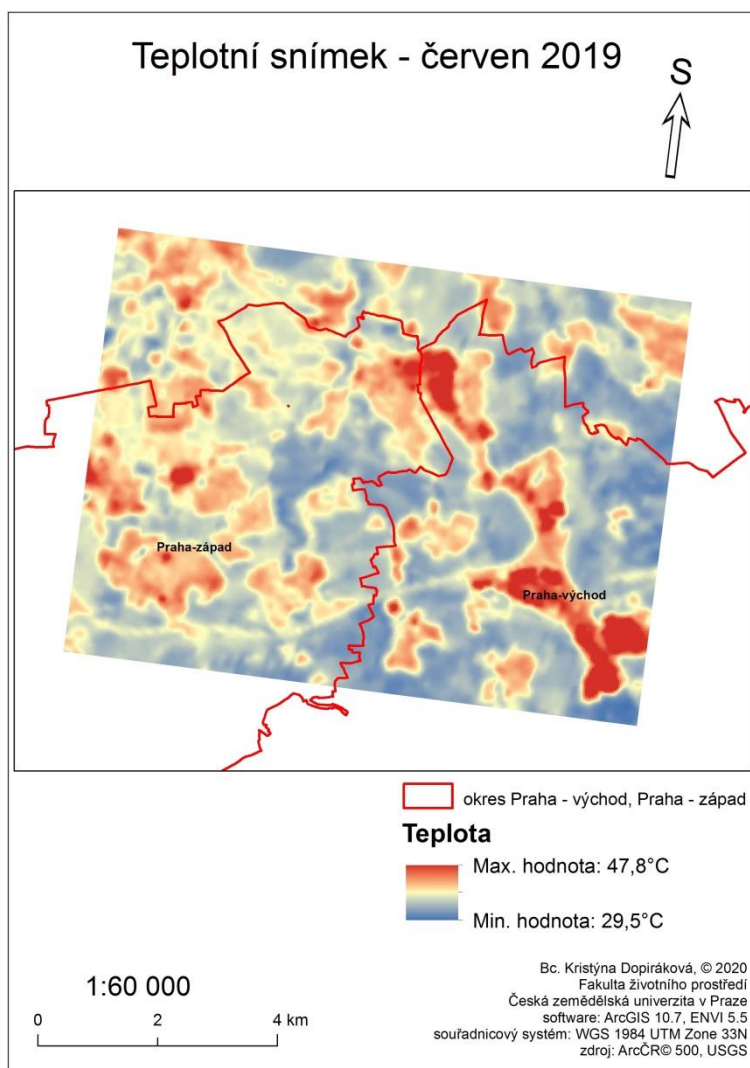 Teplotní snímek - červen 2019
S
Praha-západ
Praha-východ
okres Praha - východ, Praha - západ
Teplota
Max. hodnota: 47,8°C
Min. hodnota: 29,5°C
1:60 000
0 2 4 km
Bc. Kristýna Dopiráková, © 2020
Fakulta životního prostředí
Česká zemědělská univerzita v Praze
software: ArcGIS 10.7, ENVI 5.5
souřadnicový systém: WGS 1984 UTM Zone 33N
zdroj: ArcČR© 500, USGS